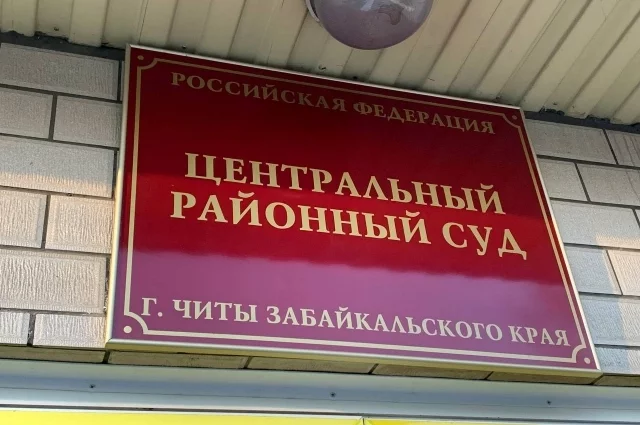 РОССИЙСКАЯ ФЕДЕРАЦИЯ
ЦЕНТРАЛЬНЫЙ
РАЙОННЫЙ СУД
Г. ЧИТЫ ЗАБАЙКАЛЬСКОГО КРАЯ